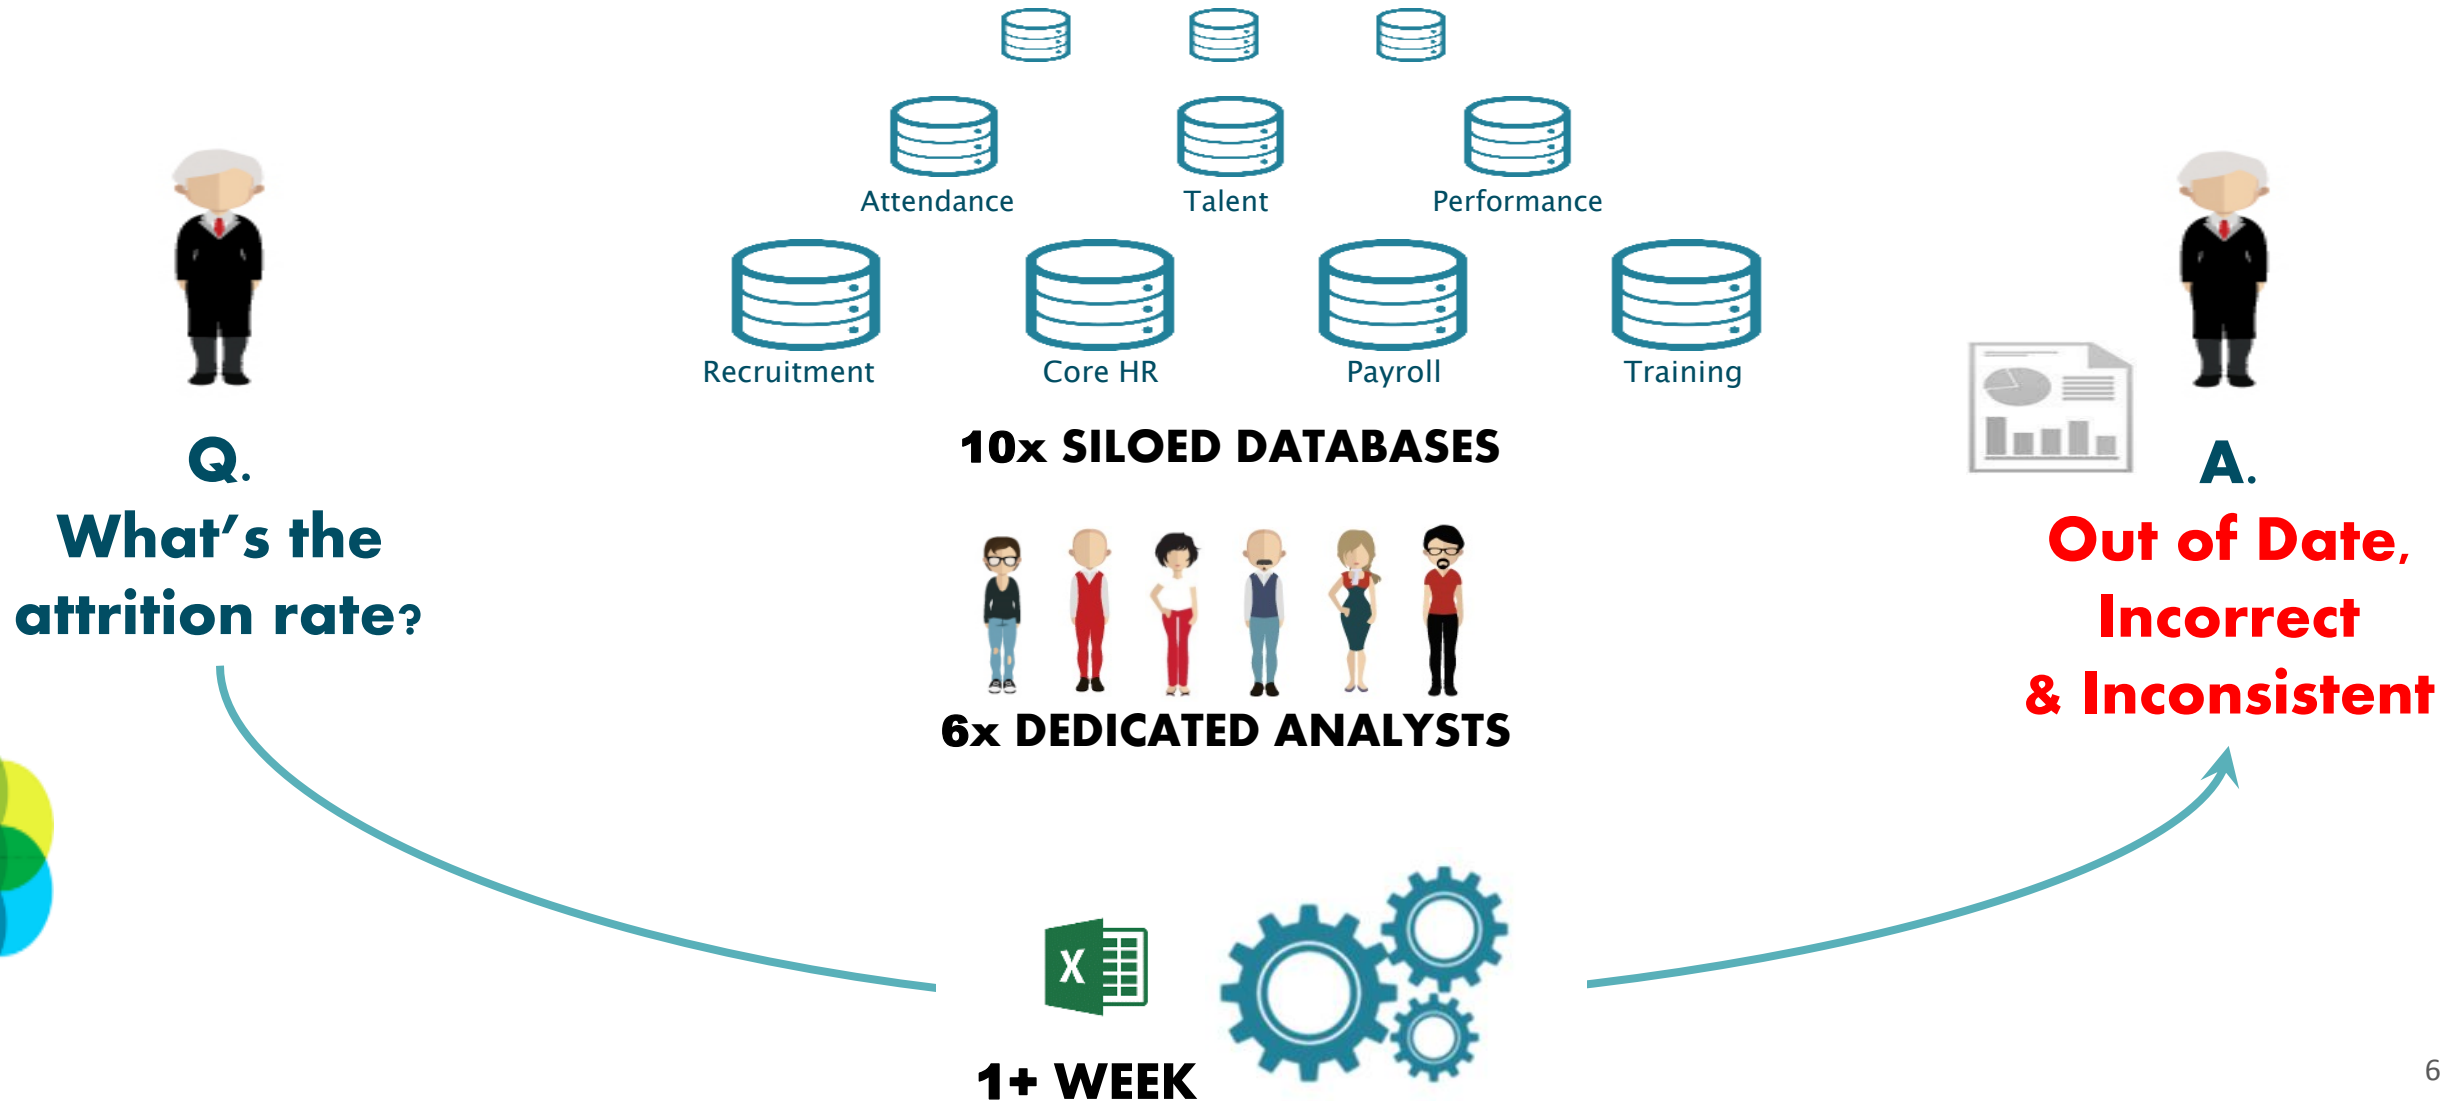 Attendance
Talent
Performance
Recruitment
Core HR
Payroll
Training
10x SILOED DATABASES
Q.
What’s the
attrition rate?
A.
Out of Date,
Incorrect
& Inconsistent
6x DEDICATED ANALYSTS
X
1+ WEEK
6